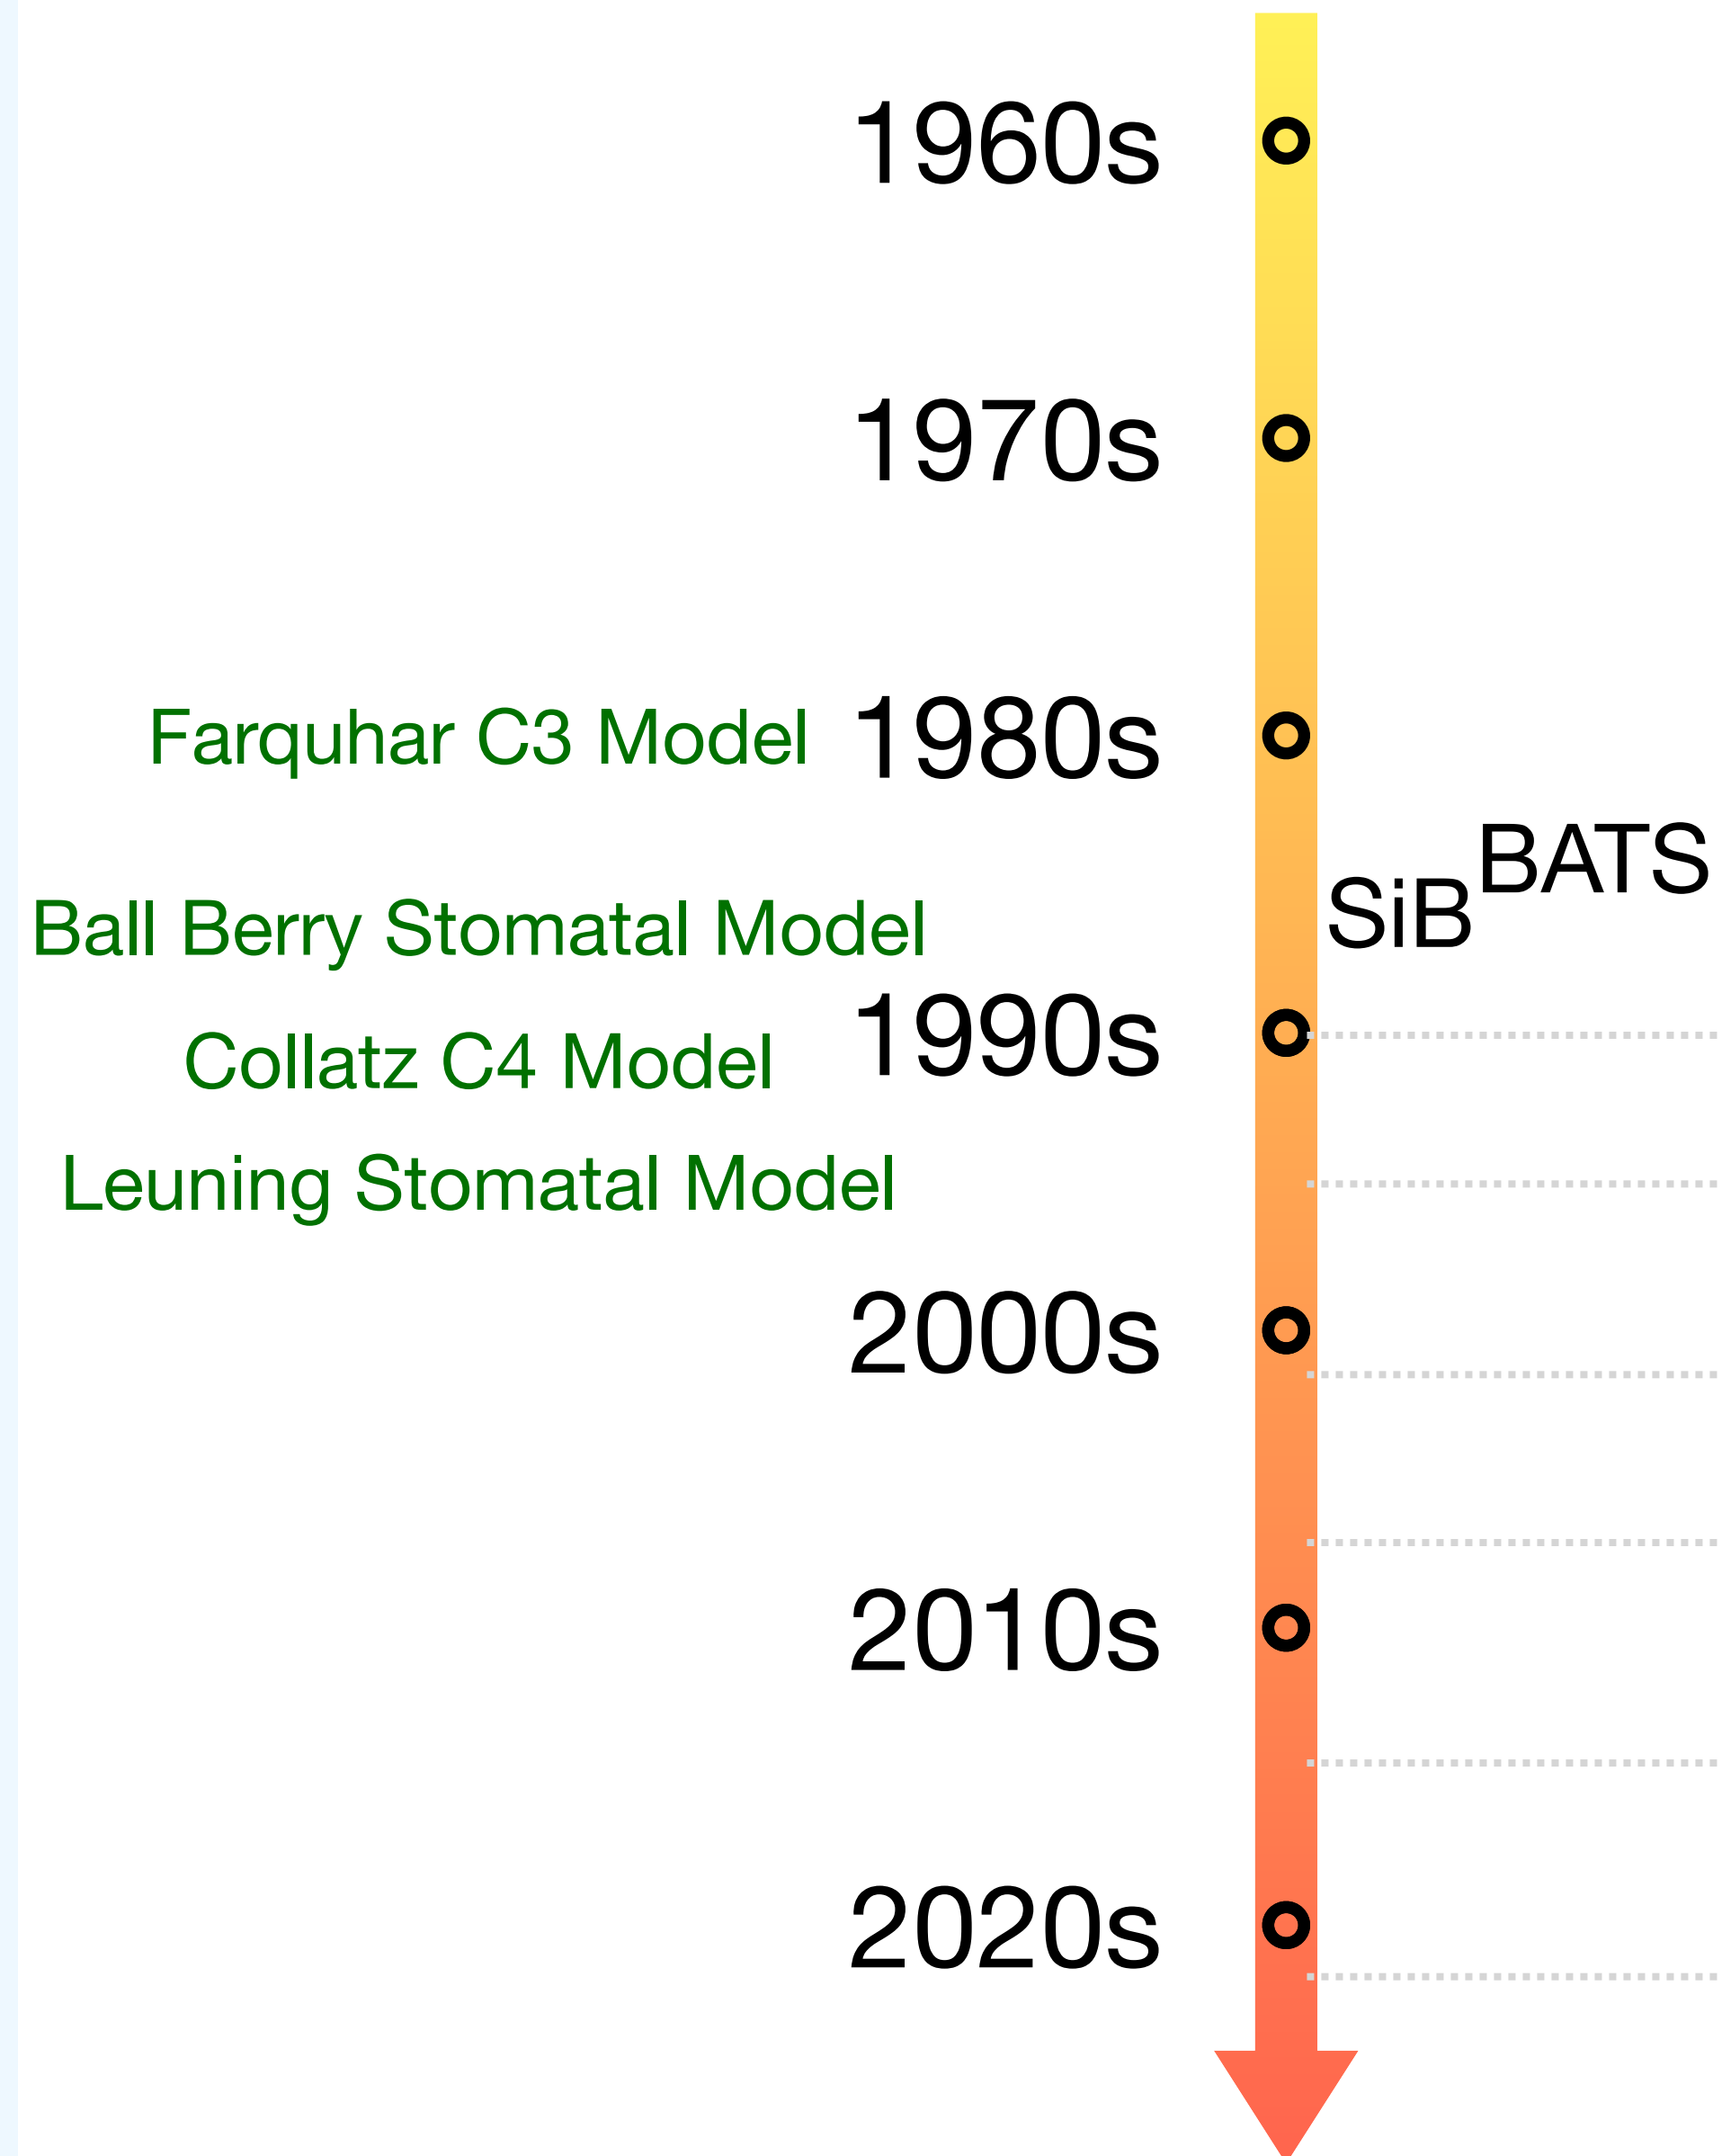 1960s
1970s
Farquhar C3 Model 1980s
BATS
SiB
Ball Berry Stomatal Model
1990s
Collatz C4 Model
Leuning Stomatal Model
2000s
2010s
2020s